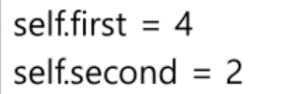 self.first = 4
self.second = 2